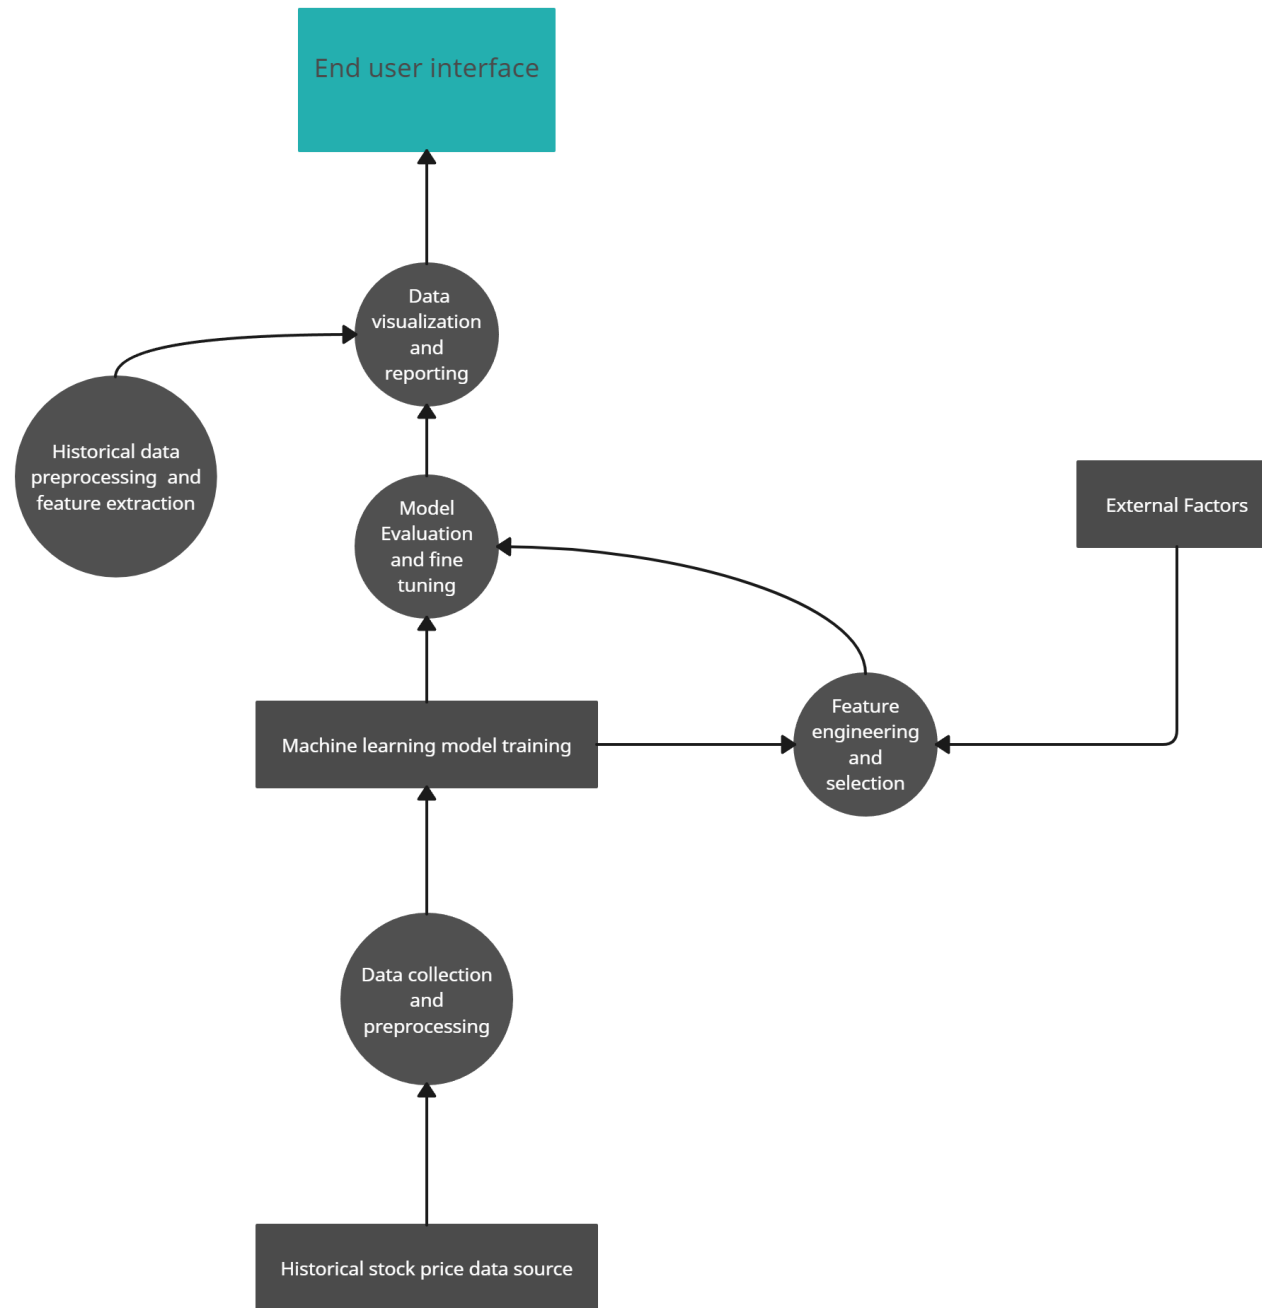 End user interface
Data
visualization
and
reporting
Historical data
preprocessing  and
feature extraction
Model
Evaluation
and fine
tuning
External Factors
Feature
engineering
and
selection
Machine learning model training
Data collection
and
preprocessing
Historical stock price data source